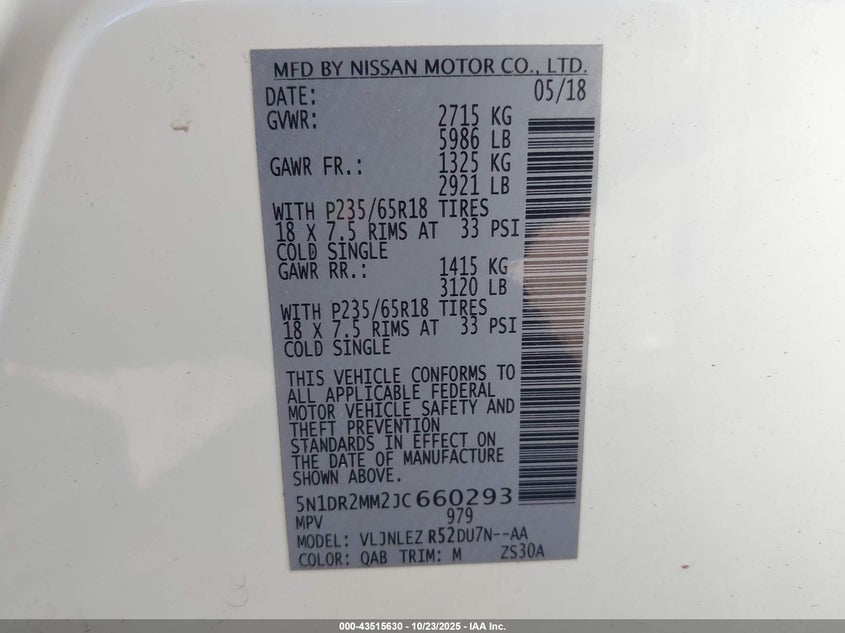 MFD BY NISSAN MOTOR CO., LTD.
DATE: 05/18
GVWR: 2715 KG
5986 LB
GAWR FR.: 1325 KG
2921 LB
WITH P235/65R18 TIRES
18 X 7.5 RIMS AT 33 PSI
COLD SINGLE
GAWR RR.: 1415 KG
3120 LB
WITH P235/65R18 TIRES
18 X 7.5 RIMS AT 33 PSI
COLD SINGLE
THIS VEHICLE CONFORMS TO
ALL APPLICABLE FEDERAL
MOTOR VEHICLE SAFETY AND
THEFT PREVENTION
STANDARDS IN EFFECT ON
THE DATE OF MANUFACTURE
SHOWN ABOVE.
5N1DR2MM2JC660293
MPV 979
MODEL: VLJNLEZ R52DU7N--AA
COLOR: QAB TRIM: M ZS30A
000-43515630 - 10/23/2025 - IAA Inc.